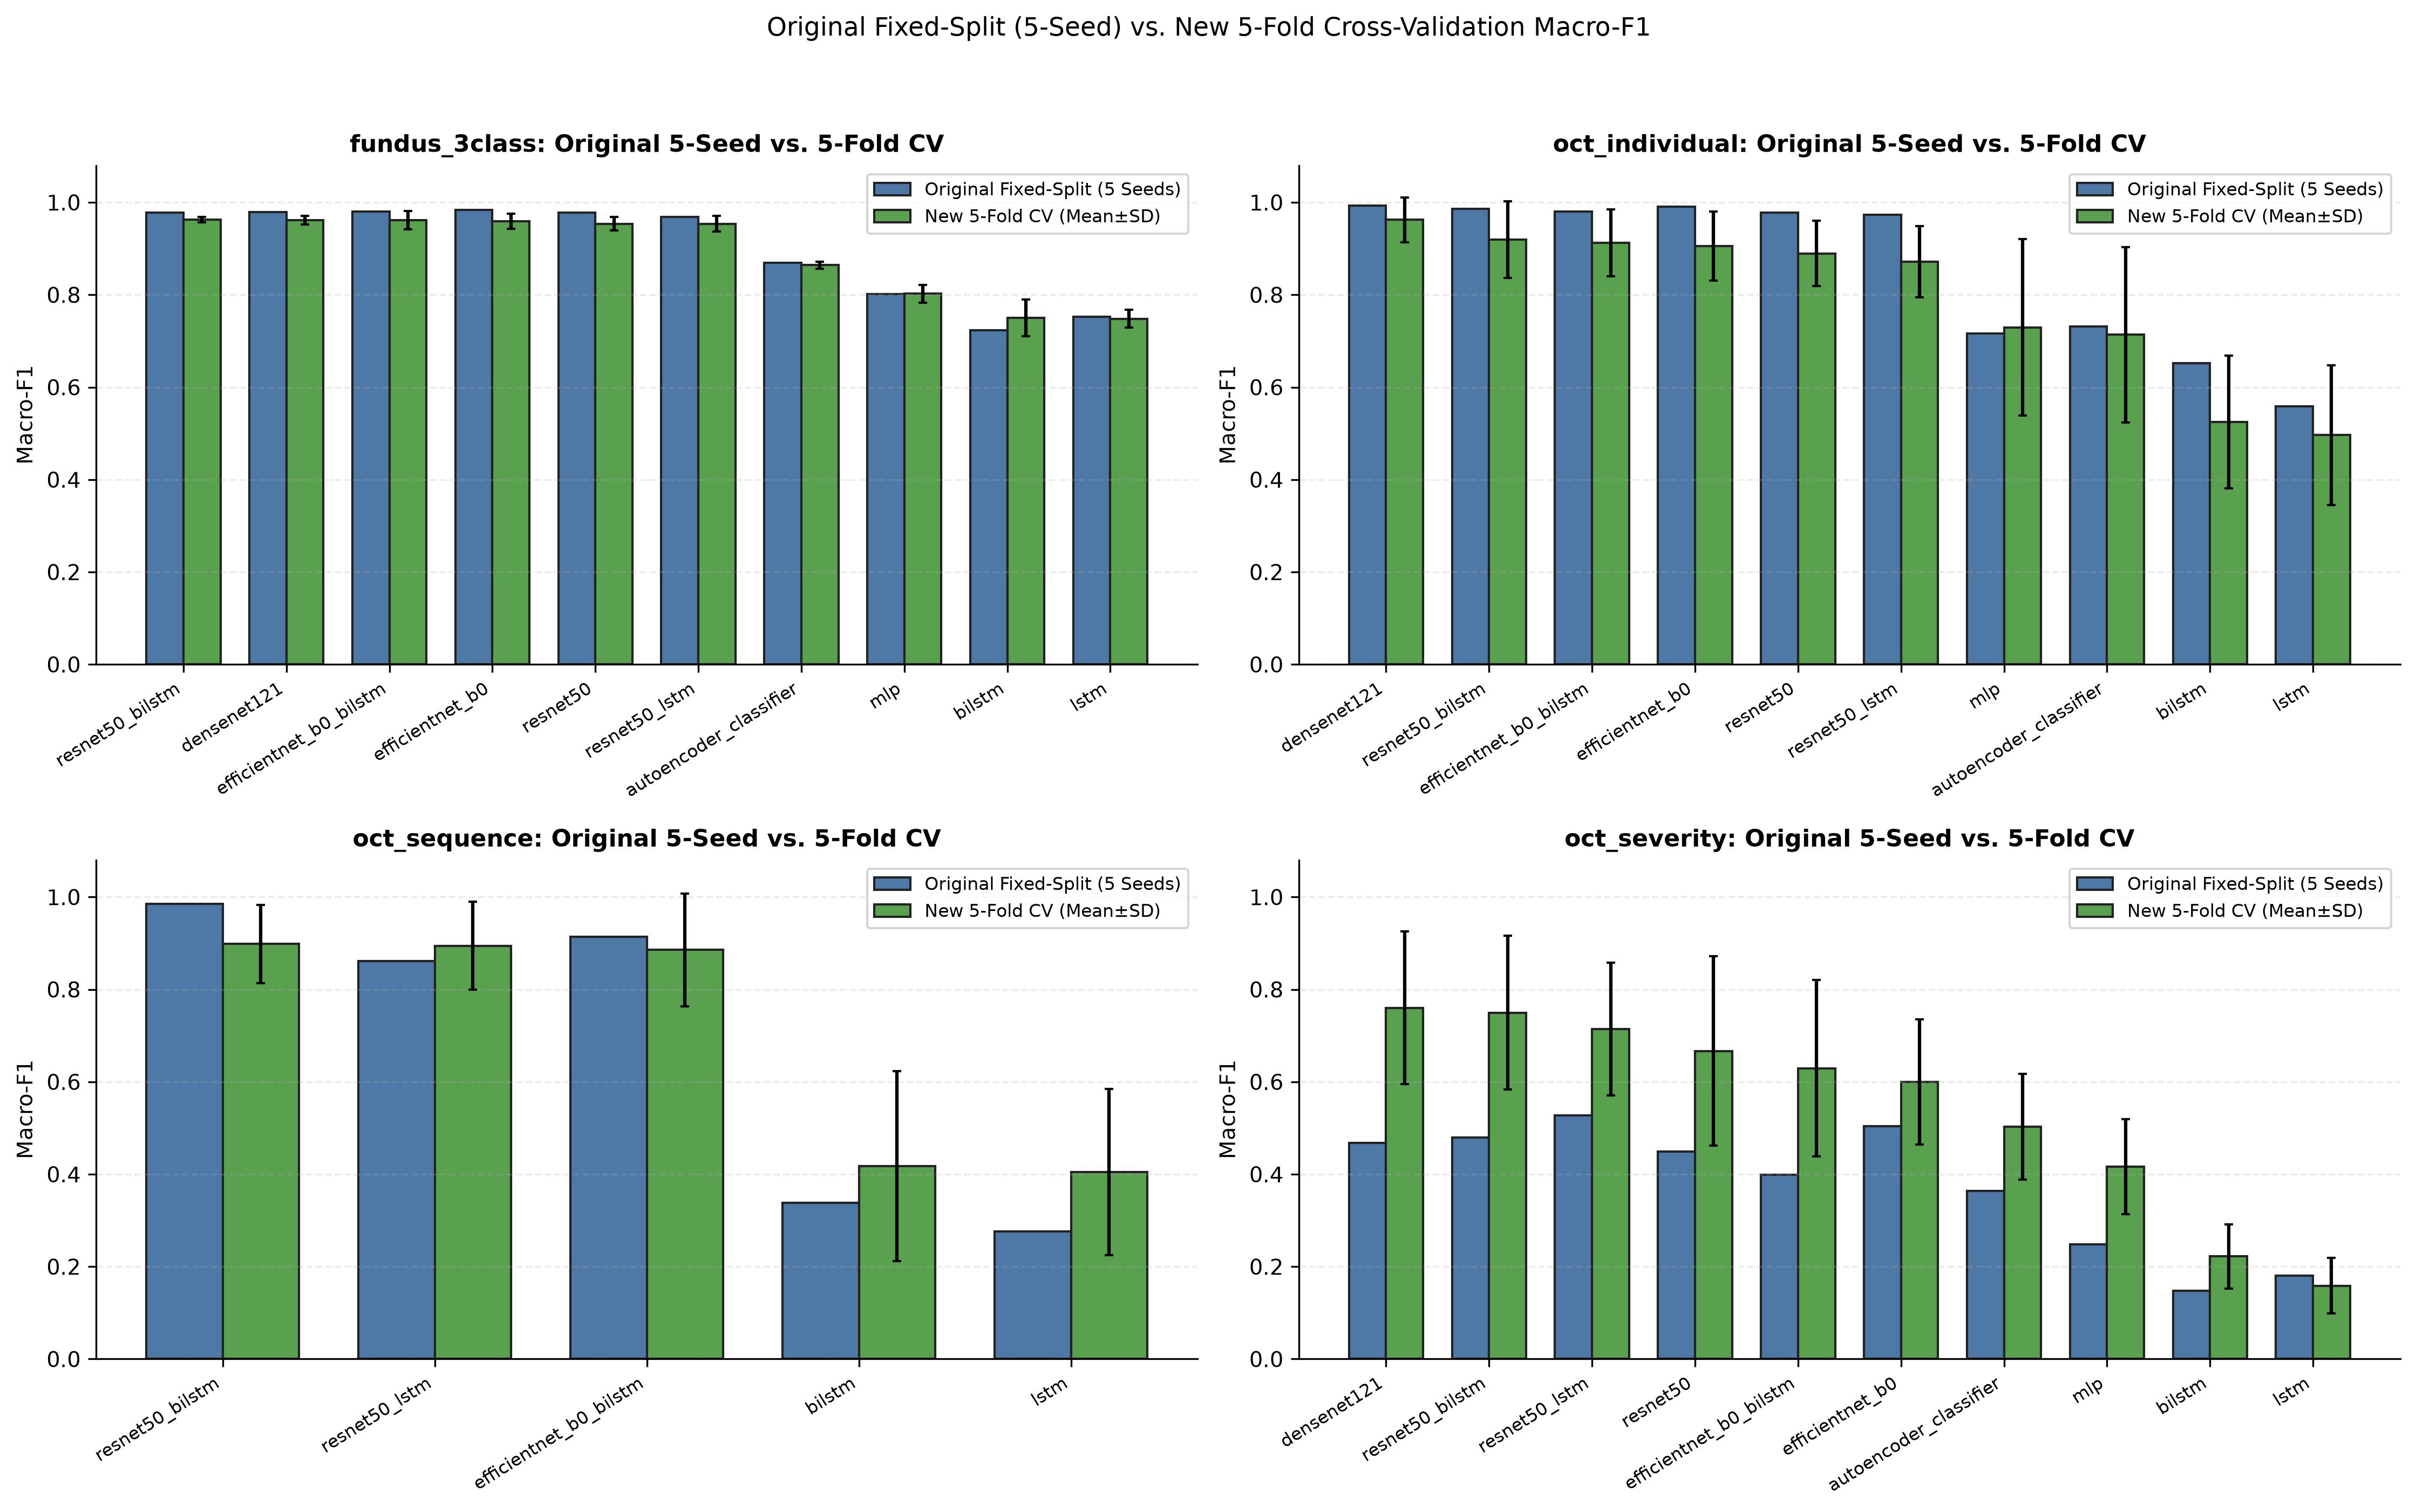 Original Fixed-Split (5-Seed) vs. New 5-Fold Cross-Validation Macro-F1
fundus_3class: Original 5-Seed vs. 5-Fold CV
Original Fixed-Split (5 Seeds)
New 5-Fold CV (Mean±SD)
Macro-F1
1.0
0.8
0.6
0.4
0.2
0.0
resnet50_bilstm
densenet121
efficientnet_b0_bilstm
efficientnet_b0
resnet50
resnet50_lstm
autoencoder_classifier
mlp
bilstm
lstm
oct_individual: Original 5-Seed vs. 5-Fold CV
Original Fixed-Split (5 Seeds)
New 5-Fold CV (Mean±SD)
Macro-F1
1.0
0.8
0.6
0.4
0.2
0.0
densenet121
resnet50_bilstm
efficientnet_b0_bilstm
efficientnet_b0
resnet50
resnet50_lstm
mlp
autoencoder_classifier
bilstm
lstm
oct_sequence: Original 5-Seed vs. 5-Fold CV
Original Fixed-Split (5 Seeds)
New 5-Fold CV (Mean±SD)
Macro-F1
1.0
0.8
0.6
0.4
0.2
0.0
resnet50_bilstm
resnet50_lstm
efficientnet_b0_bilstm
bilstm
lstm
oct_severity: Original 5-Seed vs. 5-Fold CV
Original Fixed-Split (5 Seeds)
New 5-Fold CV (Mean±SD)
Macro-F1
1.0
0.8
0.6
0.4
0.2
0.0
densenet121
resnet50_bilstm
resnet50_lstm
resnet50
efficientnet_b0_bilstm
efficientnet_b0
autoencoder_classifier
mlp
bilstm
lstm